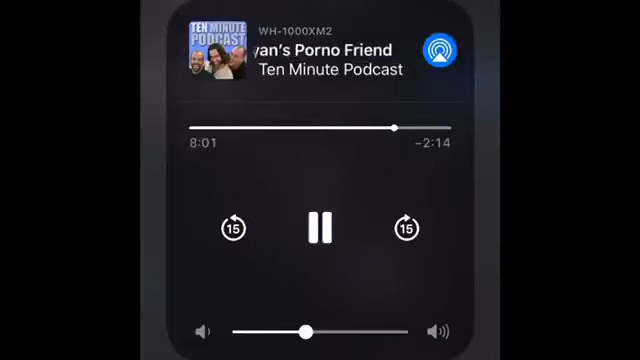 TEN MINUTE
PODCAST
WH-1000XM2
yan's Porno Friend
Ten Minute Podcast
8:01
-2:14
15
15